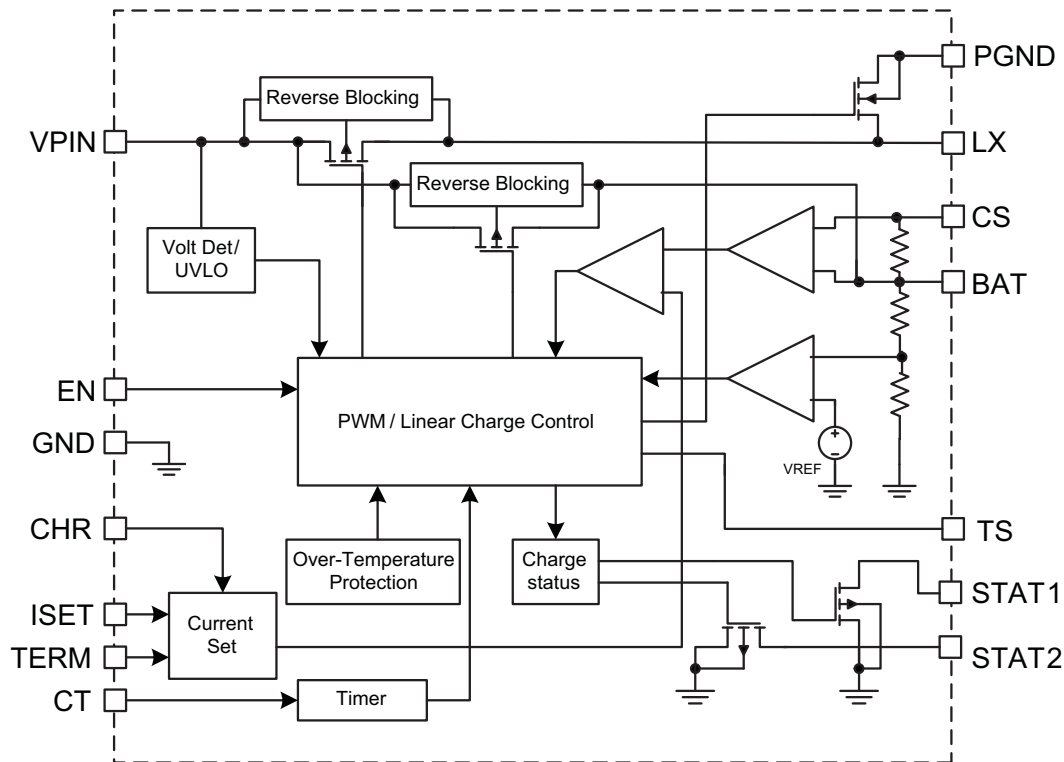 PGND
Reverse Blocking
VPIN
LX
Reverse Blocking
CS
Volt Det/
UVLO
BAT
EN
PWM / Linear Charge Control
GND
+
−
VREF
CHR
TS
Over-Temperature
Protection
Charge
status
ISET
STAT1
Current
Set
TERM
STAT2
CT
Timer